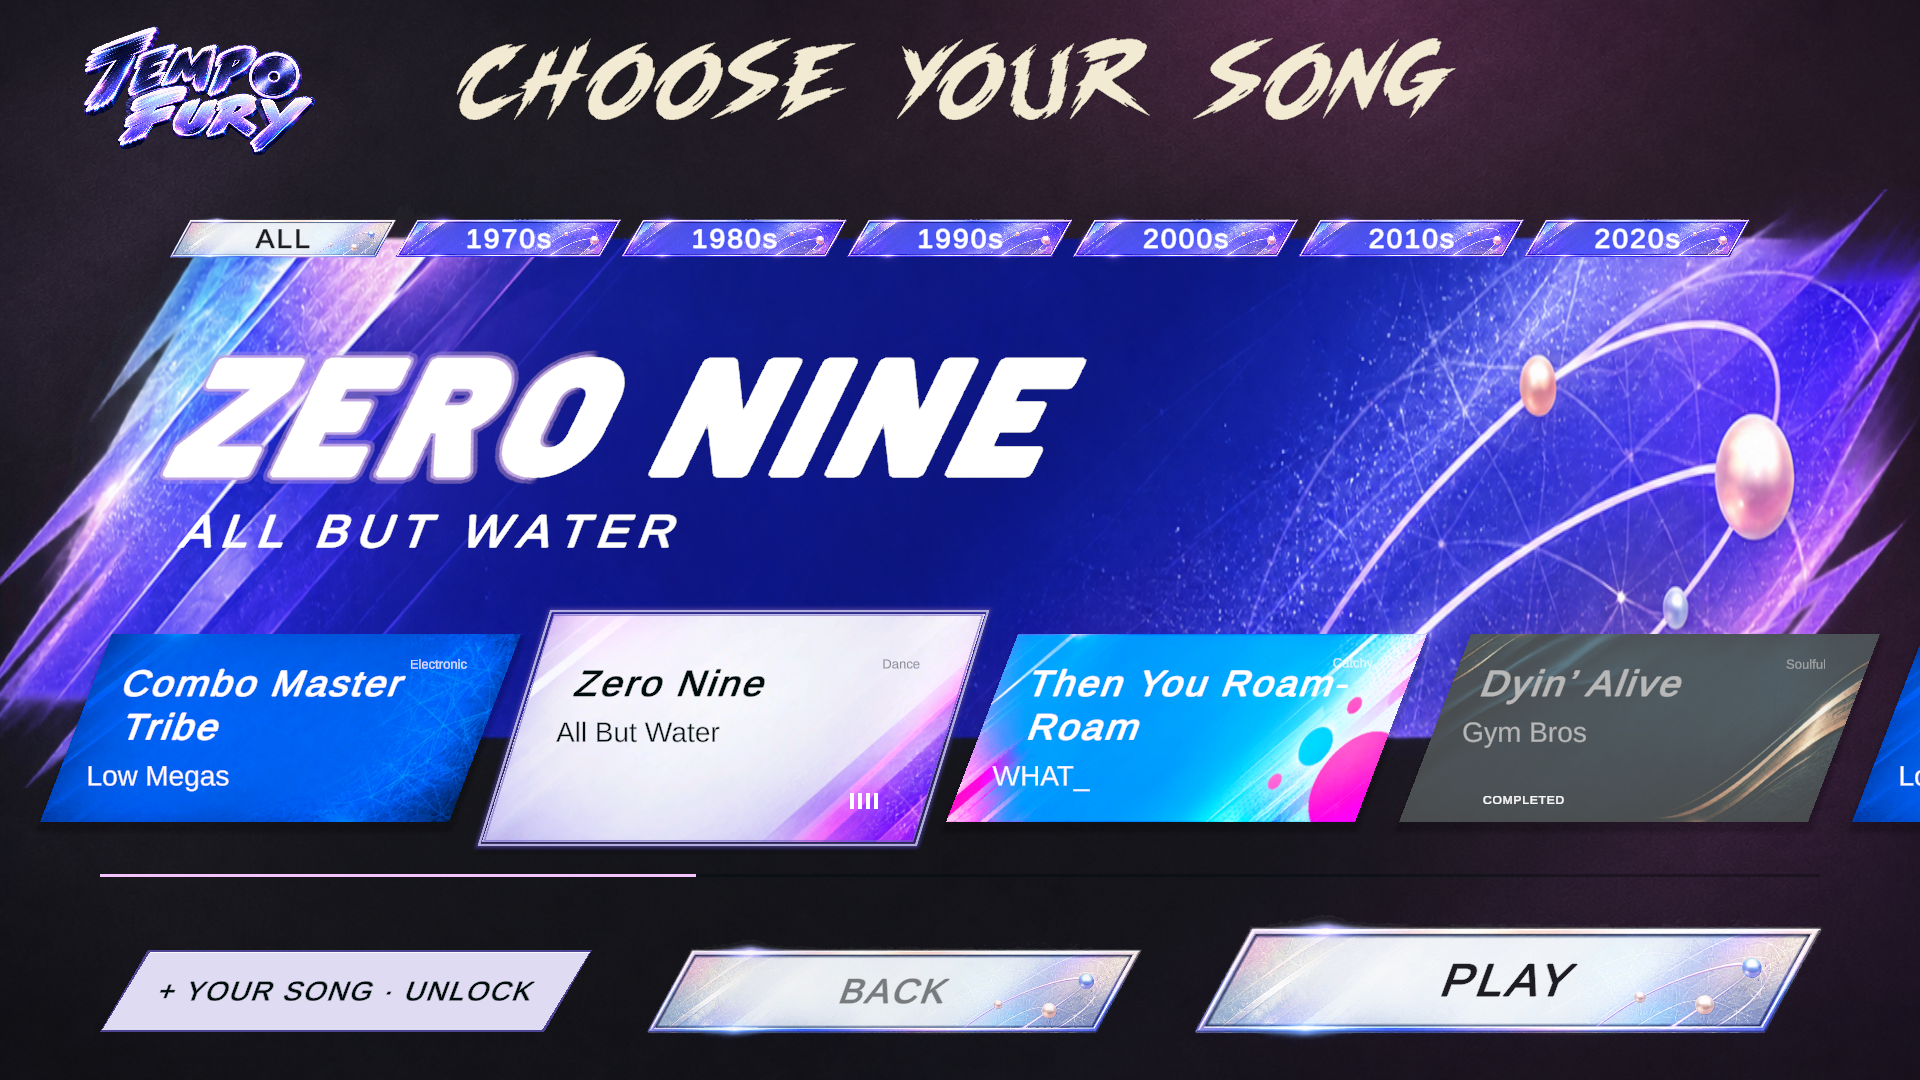 TEMPO
FURY
CHOOSE YOUR SONG
ALL
1970s
1980s
1990s
2000s
2010s
2020s
ZERO NINE
ALL BUT WATER
Combo Master
Tribe
Electronic
Low Megas
Zero Nine
Dance
All But Water
Then You Roam-
Roam
Catchy
WHAT_
Dyin' Alive
Soulful
Gym Bros
COMPLETED
Lo
+ YOUR SONG · UNLOCK
BACK
PLAY